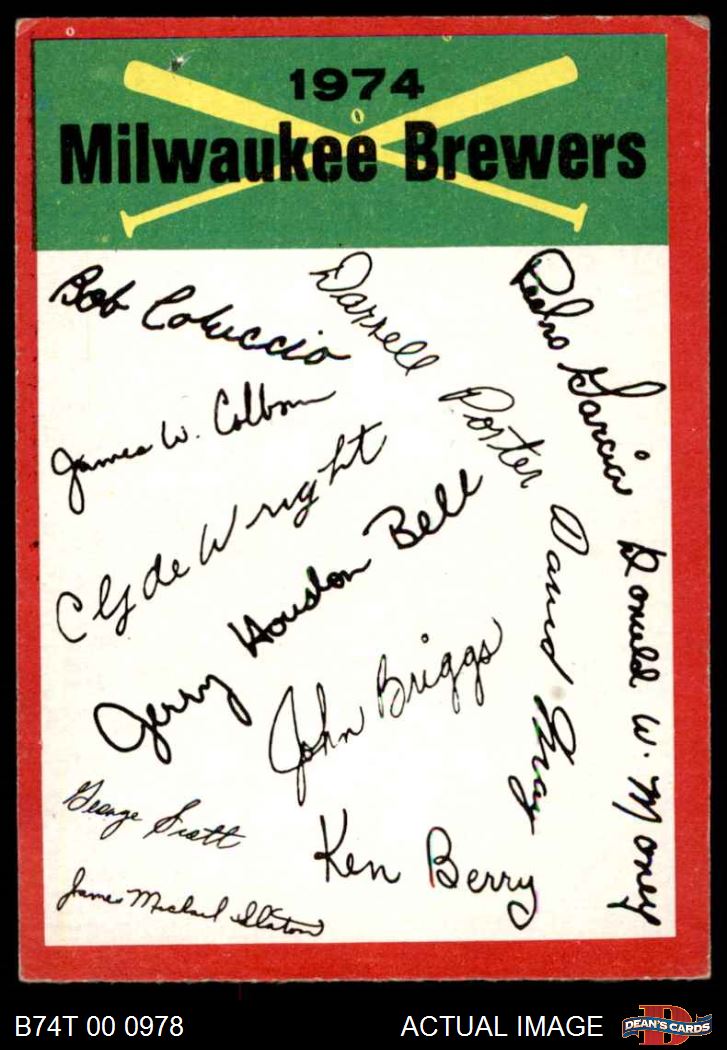 1974
Milwaukee Brewers
Bob Coluccio
Darrell Porter
Pedro Garcia
James W. Colborn
Clyde Wright
Jerry Houston Bell
David May
Donald W. Money
John Briggs
George Scott
Ken Berry
James Michael Slaton
B74T 00 0978
ACTUAL IMAGE
D
DEAN'S CARDS